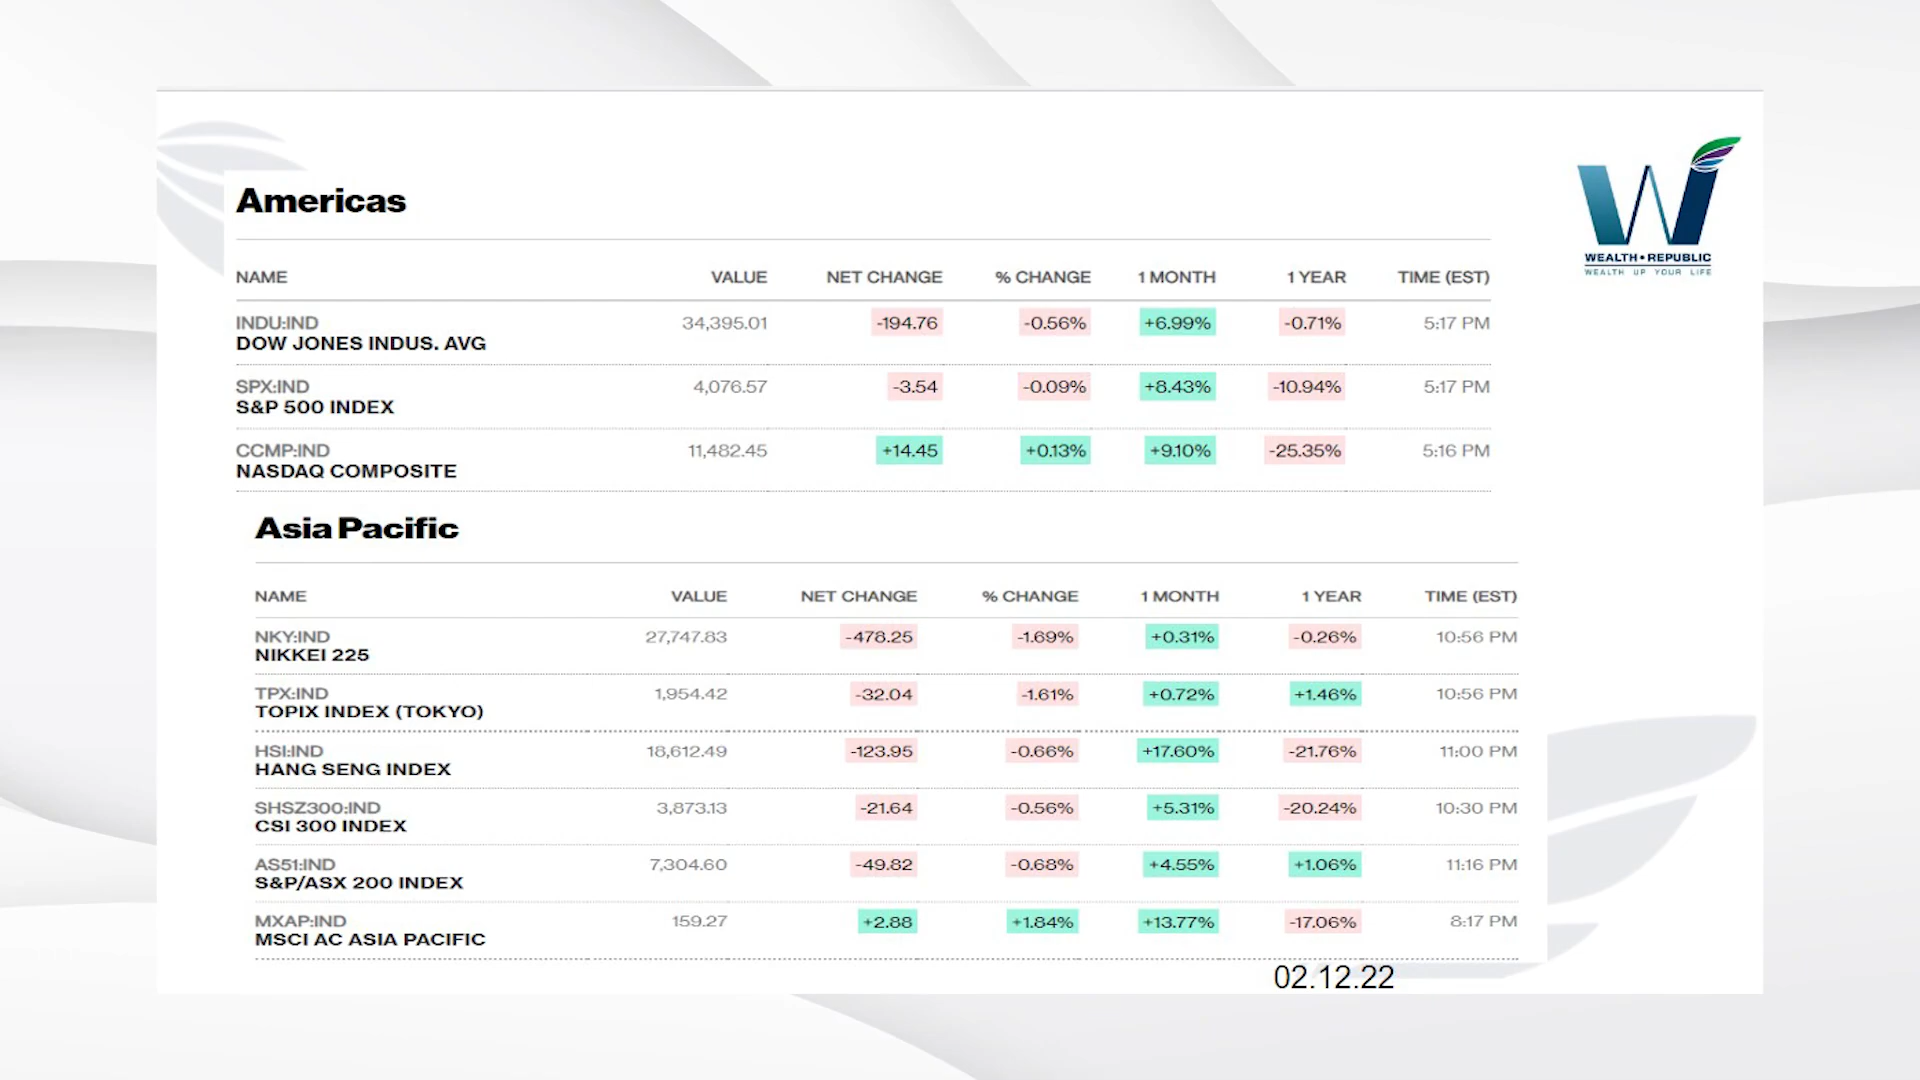 WEALTH•REPUBLIC
WEALTH UP YOUR LIFE
Americas
NAME VALUE NET CHANGE % CHANGE 1 MONTH 1 YEAR TIME (EST)
INDU:IND 34,395.01 -194.76 -0.56% +6.99% -0.71% 5:17 PM
DOW JONES INDUS. AVG
SPX:IND 4,076.57 -3.54 -0.09% +8.43% -10.94% 5:17 PM
S&P 500 INDEX
CCMP:IND 11,482.45 +14.45 +0.13% +9.10% -25.35% 5:16 PM
NASDAQ COMPOSITE
Asia Pacific
NAME VALUE NET CHANGE % CHANGE 1 MONTH 1 YEAR TIME (EST)
NKY:IND 27,747.83 -478.25 -1.69% +0.31% -0.26% 10:56 PM
NIKKEI 225
TPX:IND 1,954.42 -32.04 -1.61% +0.72% +1.46% 10:56 PM
TOPIX INDEX (TOKYO)
HSI:IND 18,612.49 -123.95 -0.66% +17.60% -21.76% 11:00 PM
HANG SENG INDEX
SHSZ300:IND 3,873.13 -21.64 -0.56% +5.31% -20.24% 10:30 PM
CSI 300 INDEX
AS51:IND 7,304.60 -49.82 -0.68% +4.55% +1.06% 11:16 PM
S&P/ASX 200 INDEX
MXAP:IND 159.27 +2.88 +1.84% +13.77% -17.06% 8:17 PM
MSCI AC ASIA PACIFIC
02.12.22